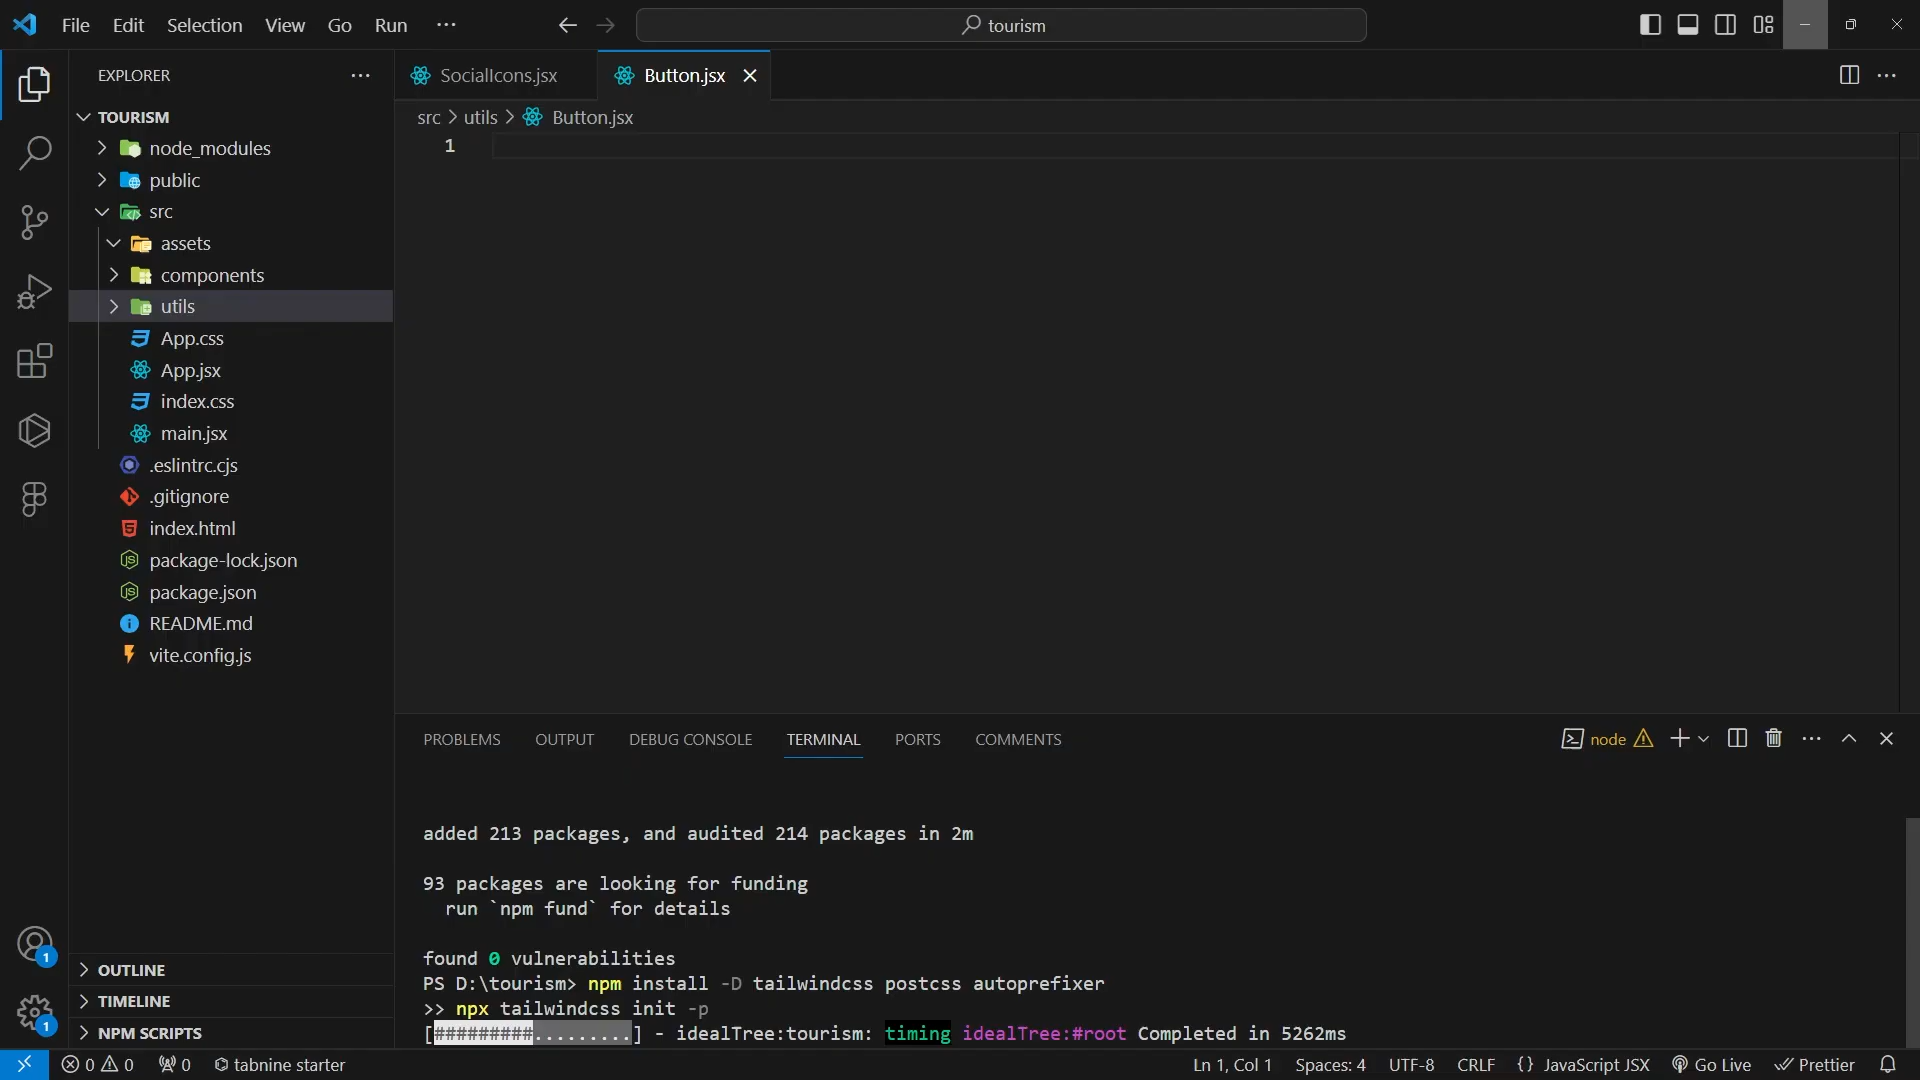 File Edit Selection View Go Run ...
tourism
EXPLORER ...
SocialIcons.jsx
Button.jsx
src > utils > Button.jsx
1
TOURISM
node_modules
public
src
assets
components
utils
App.css
App.jsx
index.css
main.jsx
.eslintrc.cjs
.gitignore
index.html
package-lock.json
package.json
README.md
vite.config.js
OUTLINE
TIMELINE
NPM SCRIPTS
PROBLEMS OUTPUT DEBUG CONSOLE TERMINAL PORTS COMMENTS
node
added 213 packages, and audited 214 packages in 2m
93 packages are looking for funding
run `npm fund` for details
found 0 vulnerabilities
PS D:\tourism> npm install -D tailwindcss postcss autoprefixer
>> npx tailwindcss init -p
[#########.........] - idealTree:tourism: timing idealTree:#root Completed in 5262ms
1
1
0 0 0 tabnine starter
Ln 1, Col 1 Spaces: 4 UTF-8 CRLF {} JavaScript JSX Go Live Prettier